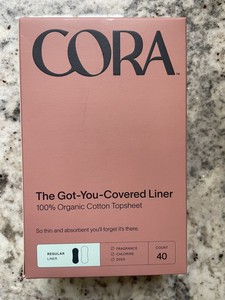 CORA™
The Got-You-Covered Liner
100% Organic Cotton Topsheet
So thin and absorbent you'll forget it's there.
REGULAR
LINER
FRAGRANCE
CHLORINE
DYES
COUNT
40